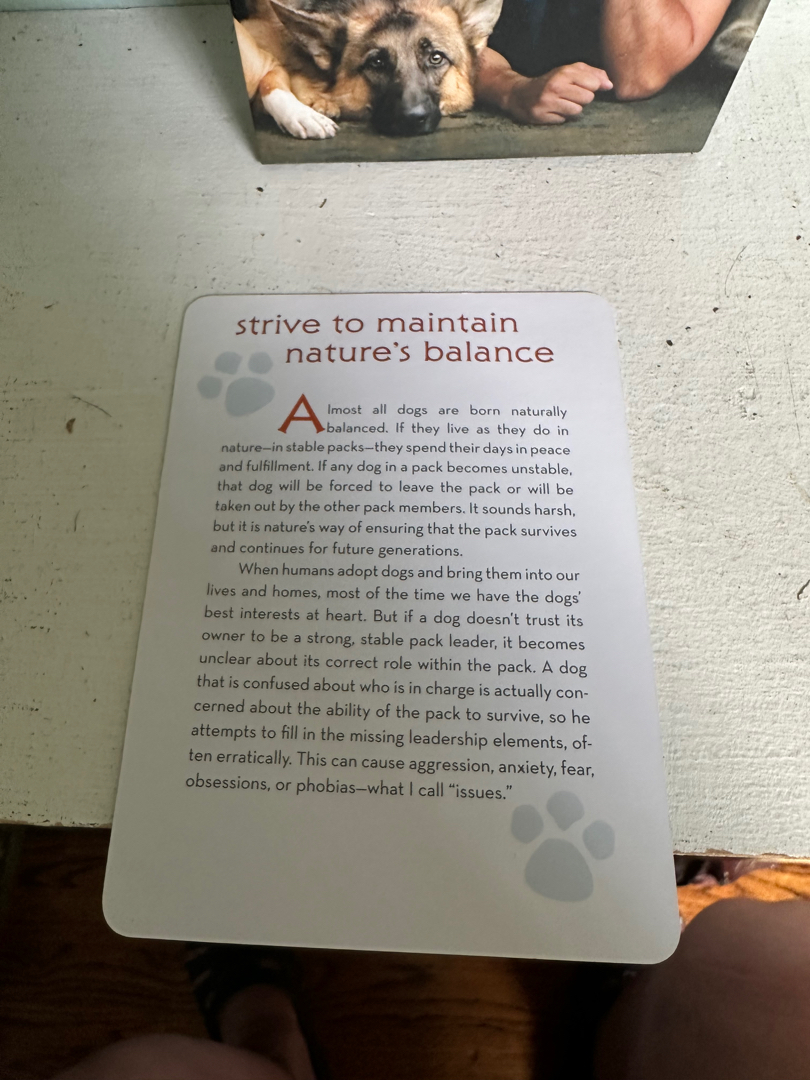 strive to maintain
nature's balance
Almost all dogs are born naturally
balanced. If they live as they do in
nature—in stable packs—they spend their days in peace
and fulfillment. If any dog in a pack becomes unstable,
that dog will be forced to leave the pack or will be
taken out by the other pack members. It sounds harsh,
but it is nature's way of ensuring that the pack survives
and continues for future generations.
When humans adopt dogs and bring them into our
lives and homes, most of the time we have the dogs'
best interests at heart. But if a dog doesn't trust its
owner to be a strong, stable pack leader, it becomes
unclear about its correct role within the pack. A dog
that is confused about who is in charge is actually con-
cerned about the ability of the pack to survive, so he
attempts to fill in the missing leadership elements, of-
ten erratically. This can cause aggression, anxiety, fear,
obsessions, or phobias—what I call "issues."